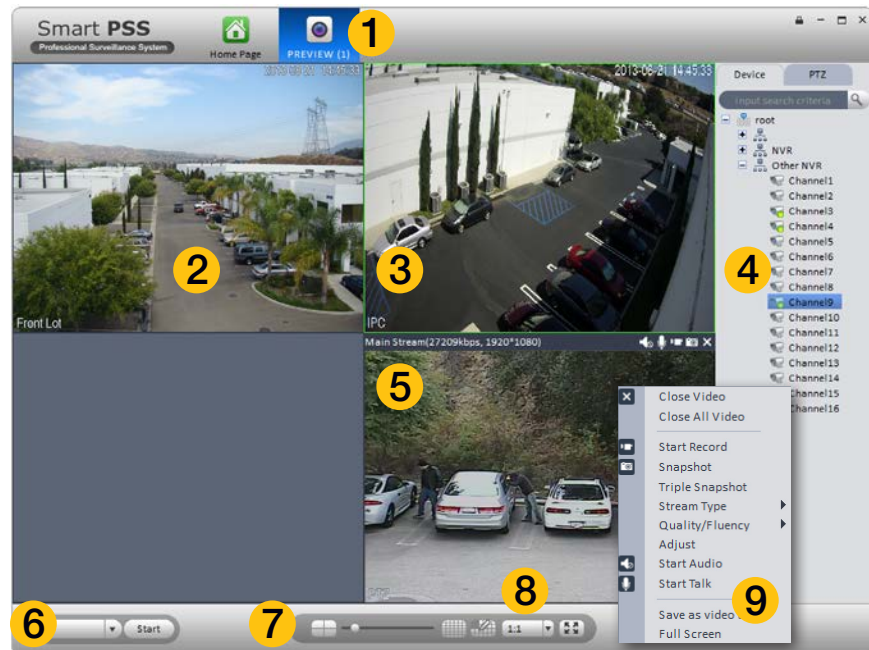 Smart PSS
Professional Surveillance System
Home Page
PREVIEW (1)
1
14:45:33
2013-08-21 14:45:33
Device
PTZ
Input search criteria
root
NVR
Other NVR
Channel1
Channel2
Channel3
Channel4
Channel5
Channel6
Channel7
Channel8
Channel9
Channel10
Channel11
Channel12
Channel13
Channel14
Channel15
Channel16
2
3
4
Front Lot
IPC
Main Stream(27209kbps, 1920*1080)
5
Close Video
Close All Video
Start Record
Snapshot
Triple Snapshot
Stream Type
Quality/Fluency
Adjust
Start Audio
Start Talk
Save as video
Full Screen
6
Start
7
8
1:1
9